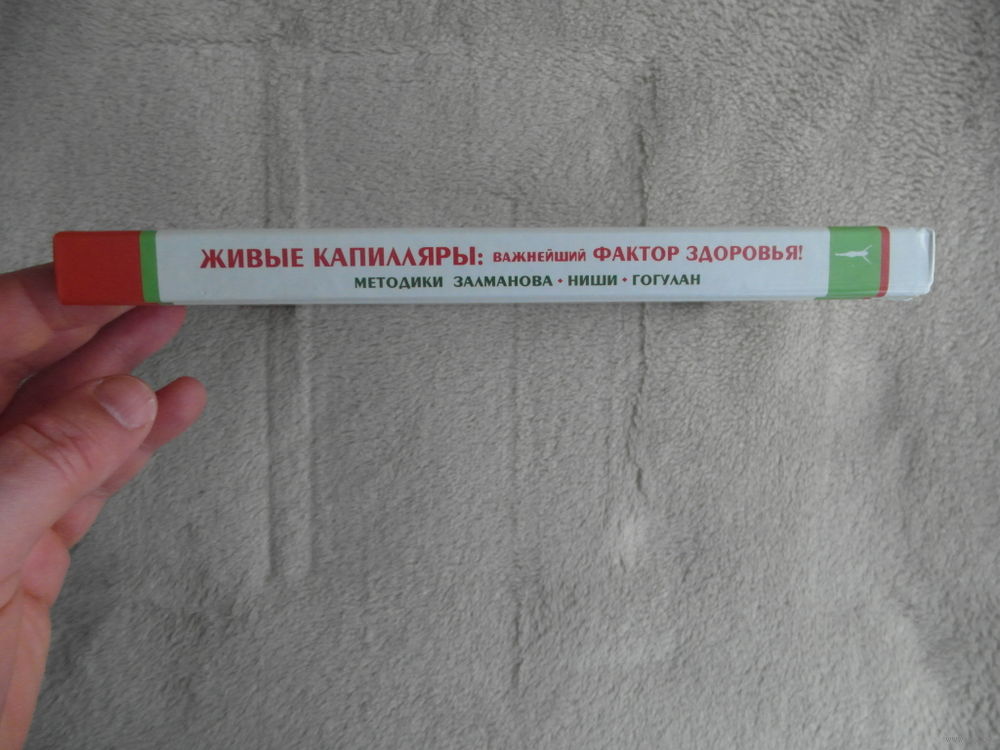 ЖИВЫЕ КАПИЛЛЯРЫ: ВАЖНЕЙШИЙ ФАКТОР ЗДОРОВЬЯ!
МЕТОДИКИ ЗАЛМАНОВА • НИШИ • ГОГУЛАН